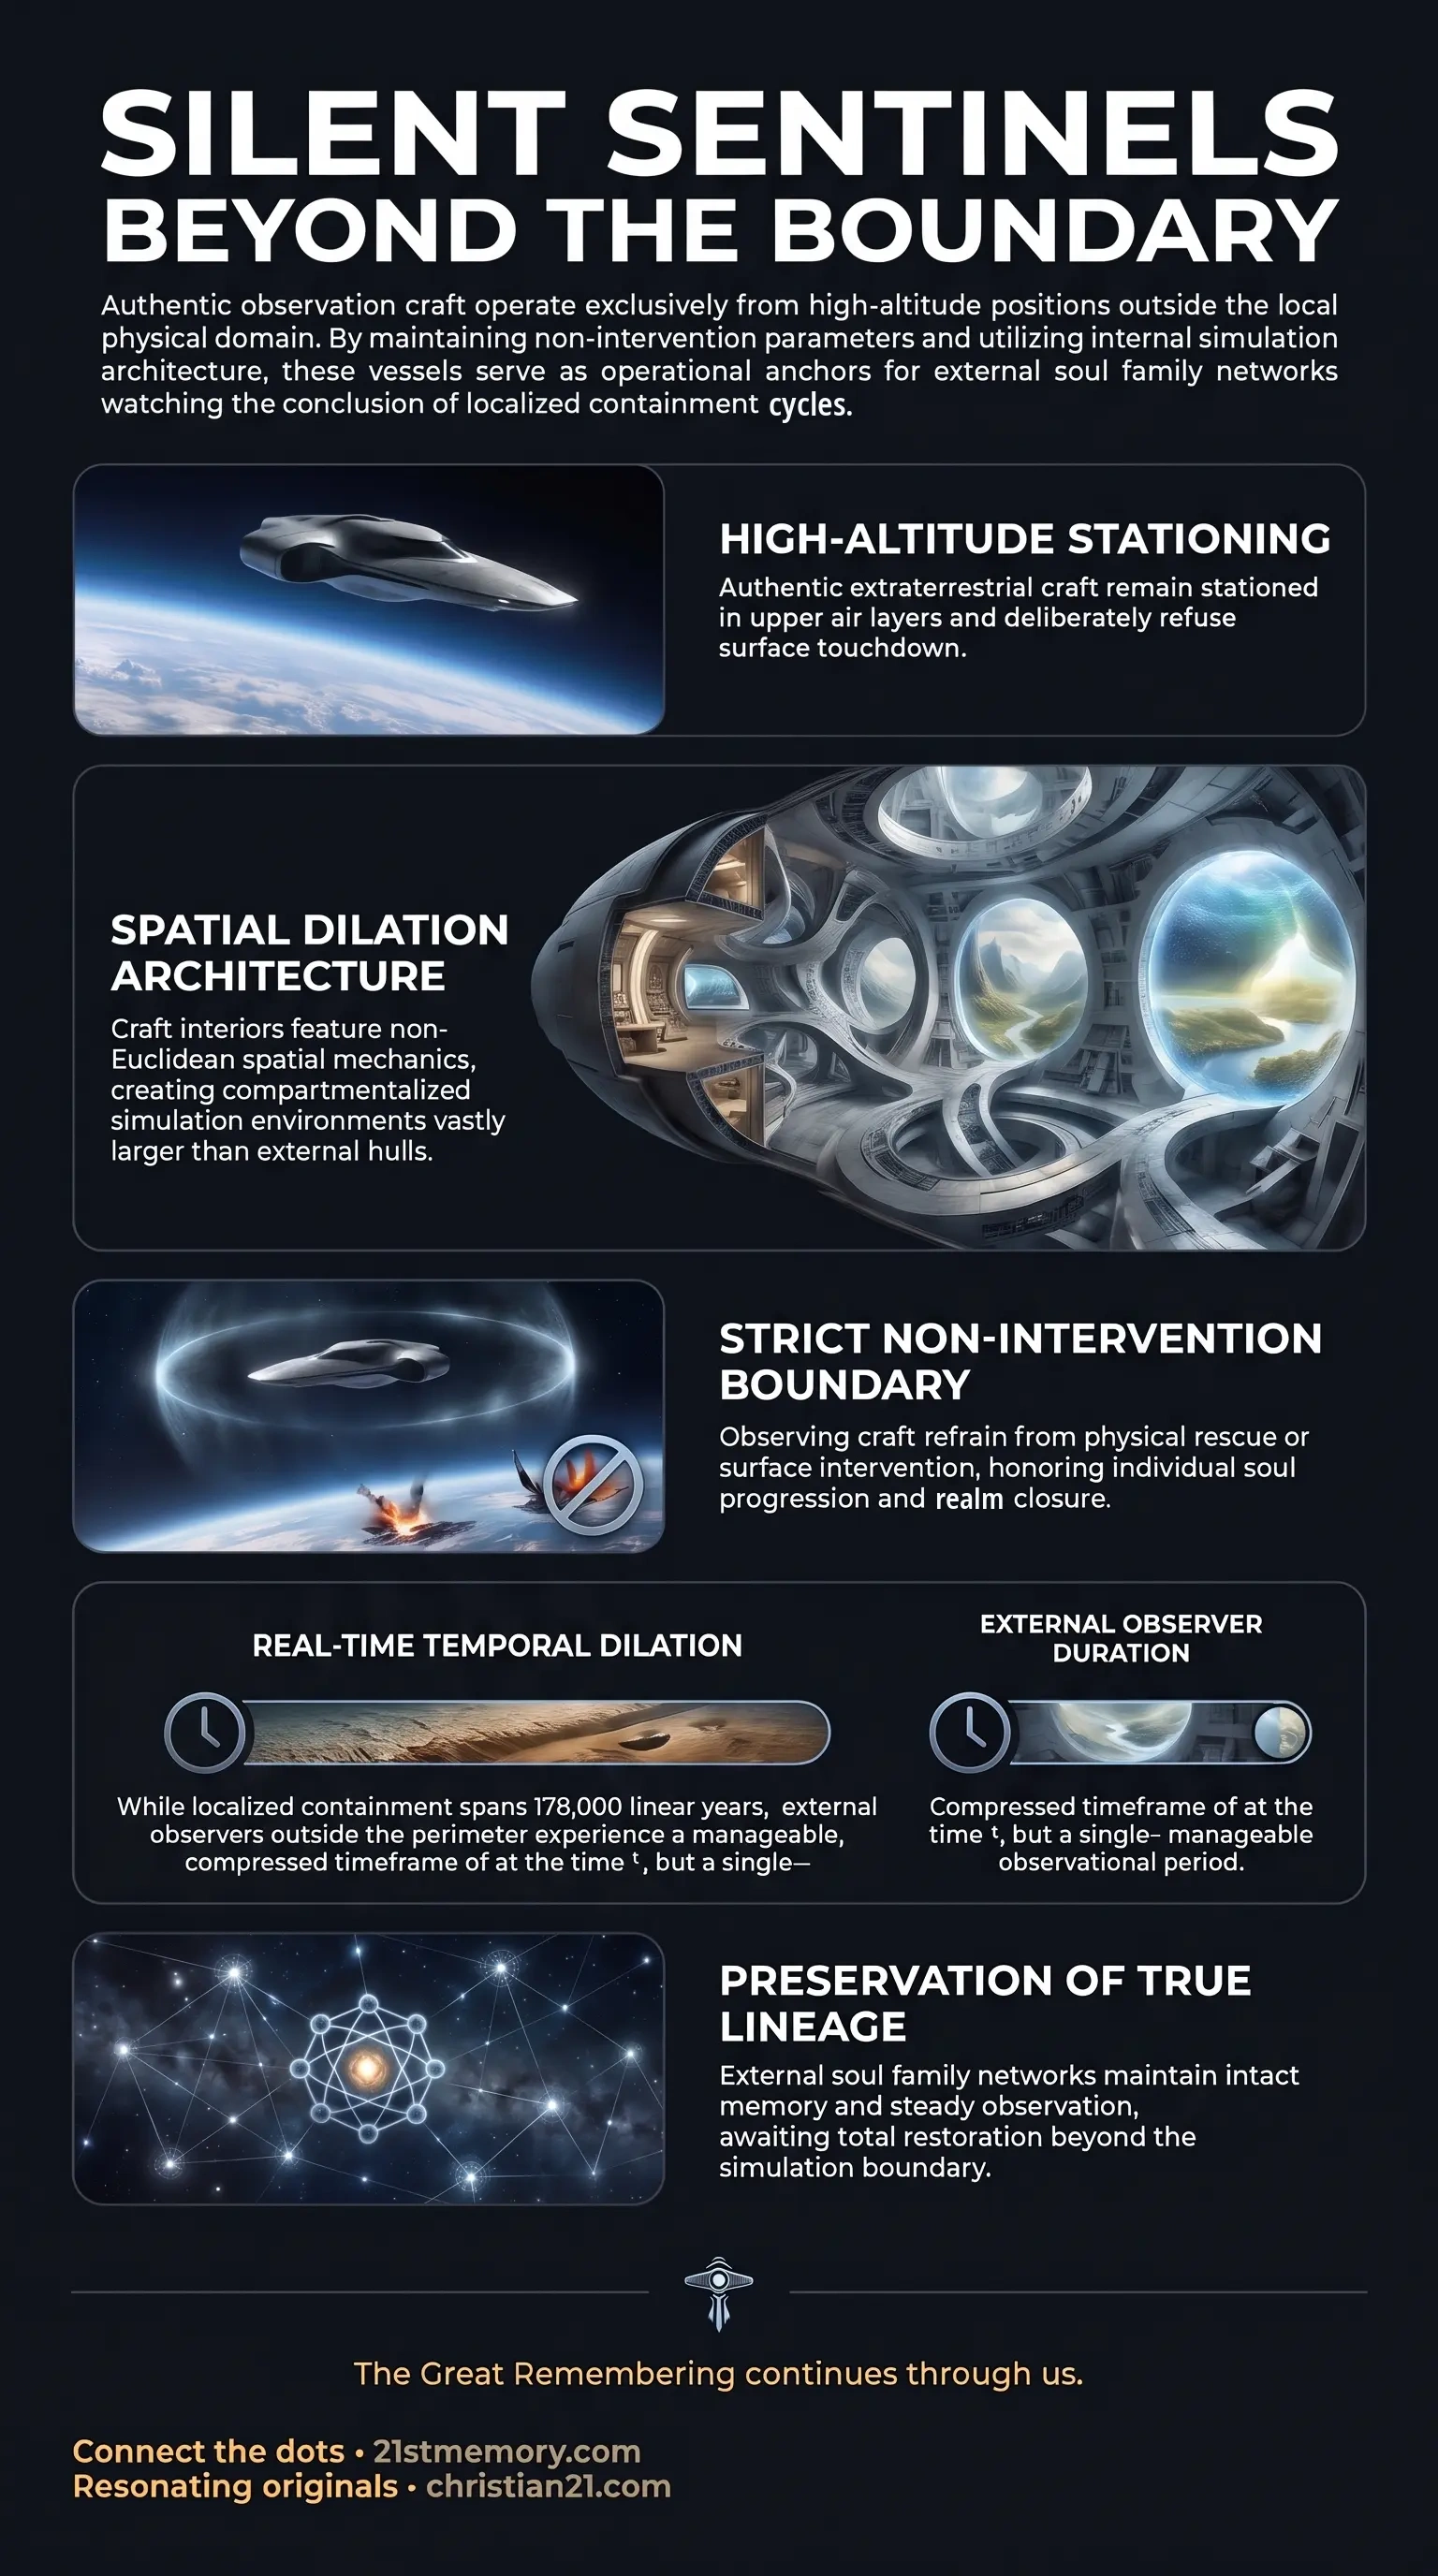 SILENT SENTINELS
BEYOND THE BOUNDARY
Authentic observation craft operate exclusively from high-altitude positions outside the local
physical domain. By maintaining non-intervention parameters and utilizing internal simulation
architecture, these vessels serve as operational anchors for external soul family networks
watching the conclusion of localized containment cycles.
HIGH-ALTITUDE STATIONING
Authentic extraterrestrial craft remain stationed
in upper air layers and deliberately refuse
surface touchdown.
SPATIAL DILATION
ARCHITECTURE
Craft interiors feature non-
Euclidean spatial mechanics,
creating compartmentalized
simulation environments vastly
larger than external hulls.
STRICT NON-INTERVENTION
BOUNDARY
Observing craft refrain from physical rescue or
surface intervention, honoring individual soul
progression and realm closure.
REAL-TIME TEMPORAL DILATION
While localized containment spans 178,000 linear years, external
observers outside the perimeter experience a manageable,
compressed timeframe of at the time ᵗ, but a single—
EXTERNAL OBSERVER
DURATION
Compressed timeframe of at the
time ᵗ, but a single– manageable
observational period.
PRESERVATION OF TRUE
LINEAGE
External soul family networks maintain intact
memory and steady observation,
awaiting total restoration beyond the
simulation boundary.
The Great Remembering continues through us.
Connect the dots • 21stmemory.com
Resonating originals • christian21.com